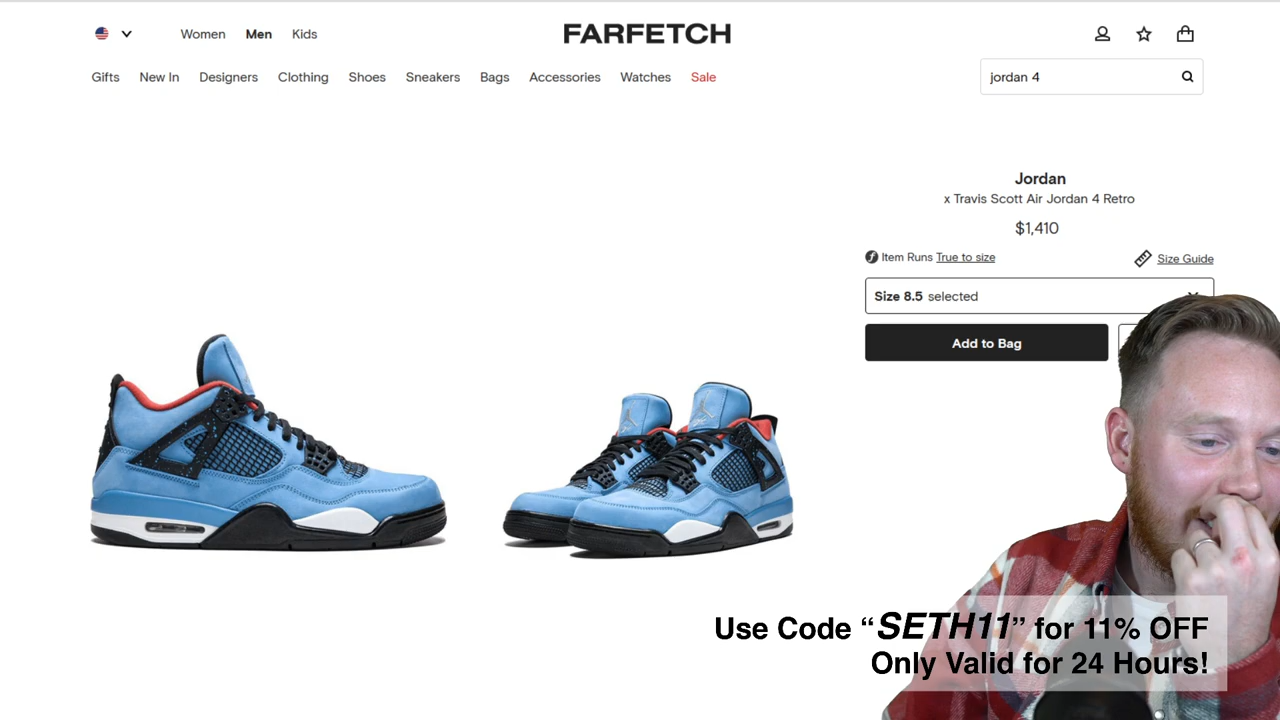 Women Men Kids
FARFETCH
Gifts New In Designers Clothing Shoes Sneakers Bags Accessories Watches Sale
jordan 4
Jordan
x Travis Scott Air Jordan 4 Retro
$1,410
Item Runs True to size
Size Guide
Size 8.5 selected
Add to Bag
Use Code “SETH11” for 11% OFF
Only Valid for 24 Hours!